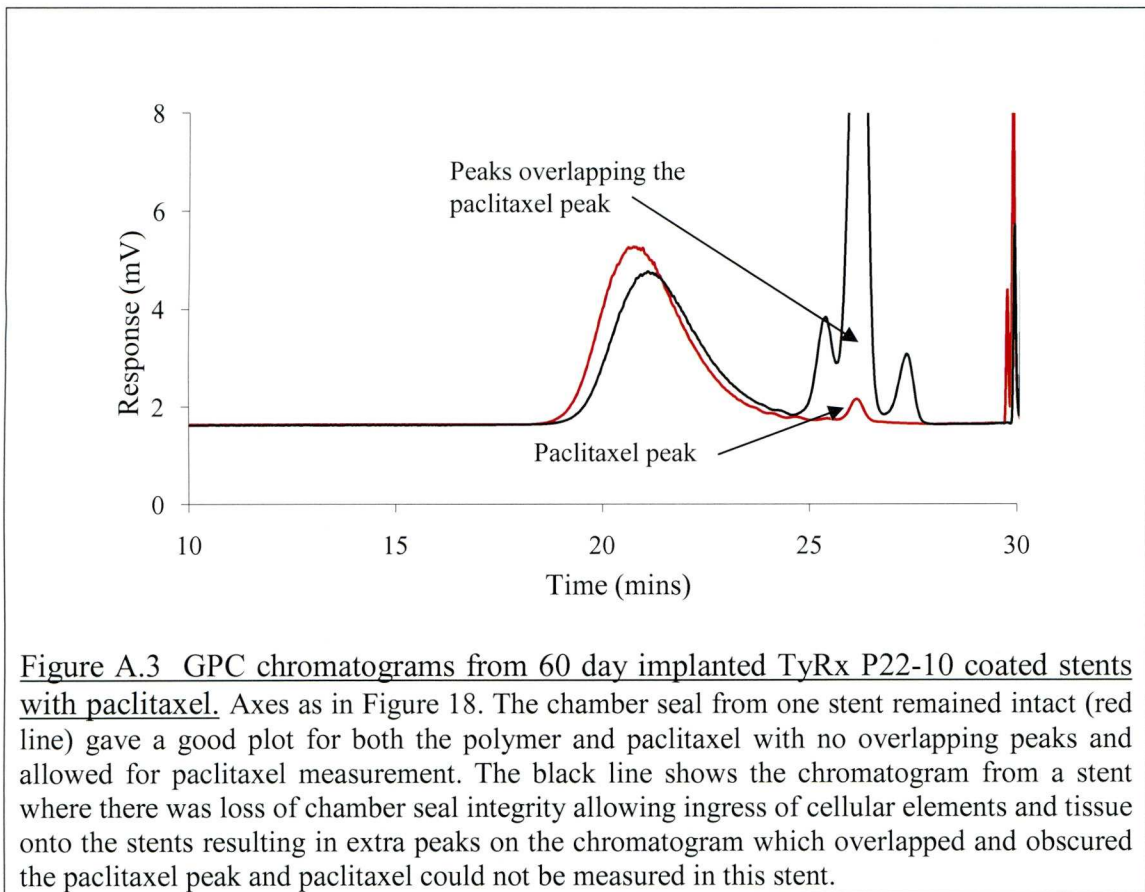 8
Peaks overlapping the
paclitaxel peak
6
Response (mV)
4
2
Paclitaxel peak
0
10 15 20 25 30
Time (mins)
Figure A.3 GPC chromatograms from 60 day implanted TyRx P22-10 coated stents
with paclitaxel. Axes as in Figure 18. The chamber seal from one stent remained intact (red
line) gave a good plot for both the polymer and paclitaxel with no overlapping peaks and
allowed for paclitaxel measurement. The black line shows the chromatogram from a stent
where there was loss of chamber seal integrity allowing ingress of cellular elements and tissue
onto the stents resulting in extra peaks on the chromatogram which overlapped and obscured
the paclitaxel peak and paclitaxel could not be measured in this stent.